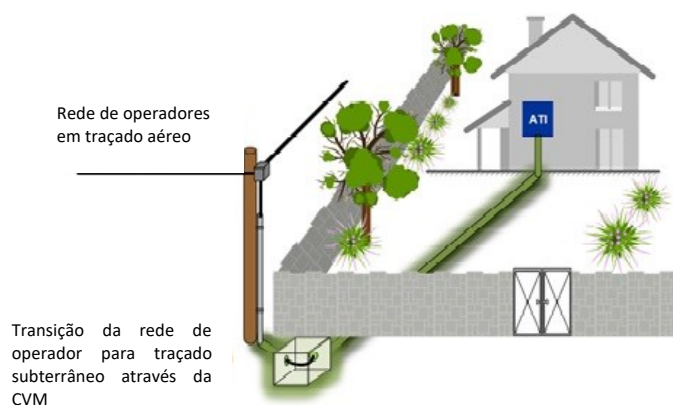 Rede de operadores
em traçado aéreo
ATI
Transição da rede de
operador para traçado
subterrâneo através da
CVM